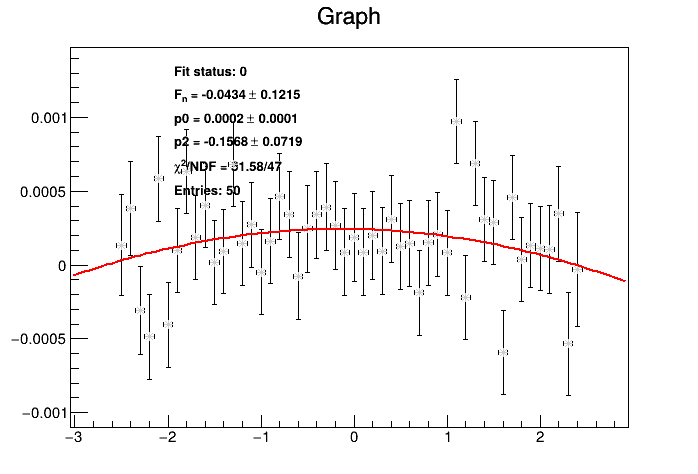 Graph
Fit status: 0
Fn = -0.0434 ± 0.1215
p0 = 0.0002 ± 0.0001
p2 = -0.1568 ± 0.0719
χ²/NDF = 31.58/47
Entries: 50
0.001
0.0005
0
−0.0005
−0.001
−3 −2 −1 0 1 2